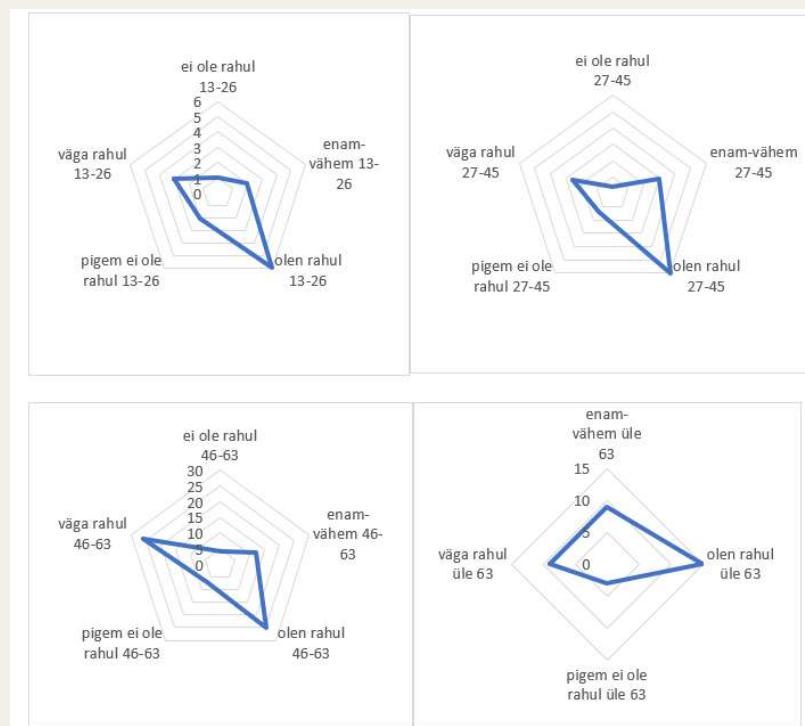 ei ole rahul
13-26
6
5
4
3
2
1
0
enam-
vähem 13-
26
olen rahul
13-26
pigem ei ole
rahul 13-26
väga rahul
13-26
ei ole rahul
27-45
enam-vähem
27-45
olen rahul
27-45
pigem ei ole
rahul 27-45
väga rahul
27-45
ei ole rahul
46-63
30
25
20
15
10
5
0
enam-
vähem 46-
63
olen rahul
46-63
pigem ei ole
rahul 46-63
väga rahul
46-63
enam-
vähem üle
63
15
10
5
0
olen rahul
üle 63
pigem ei ole
rahul üle 63
väga rahul
üle 63